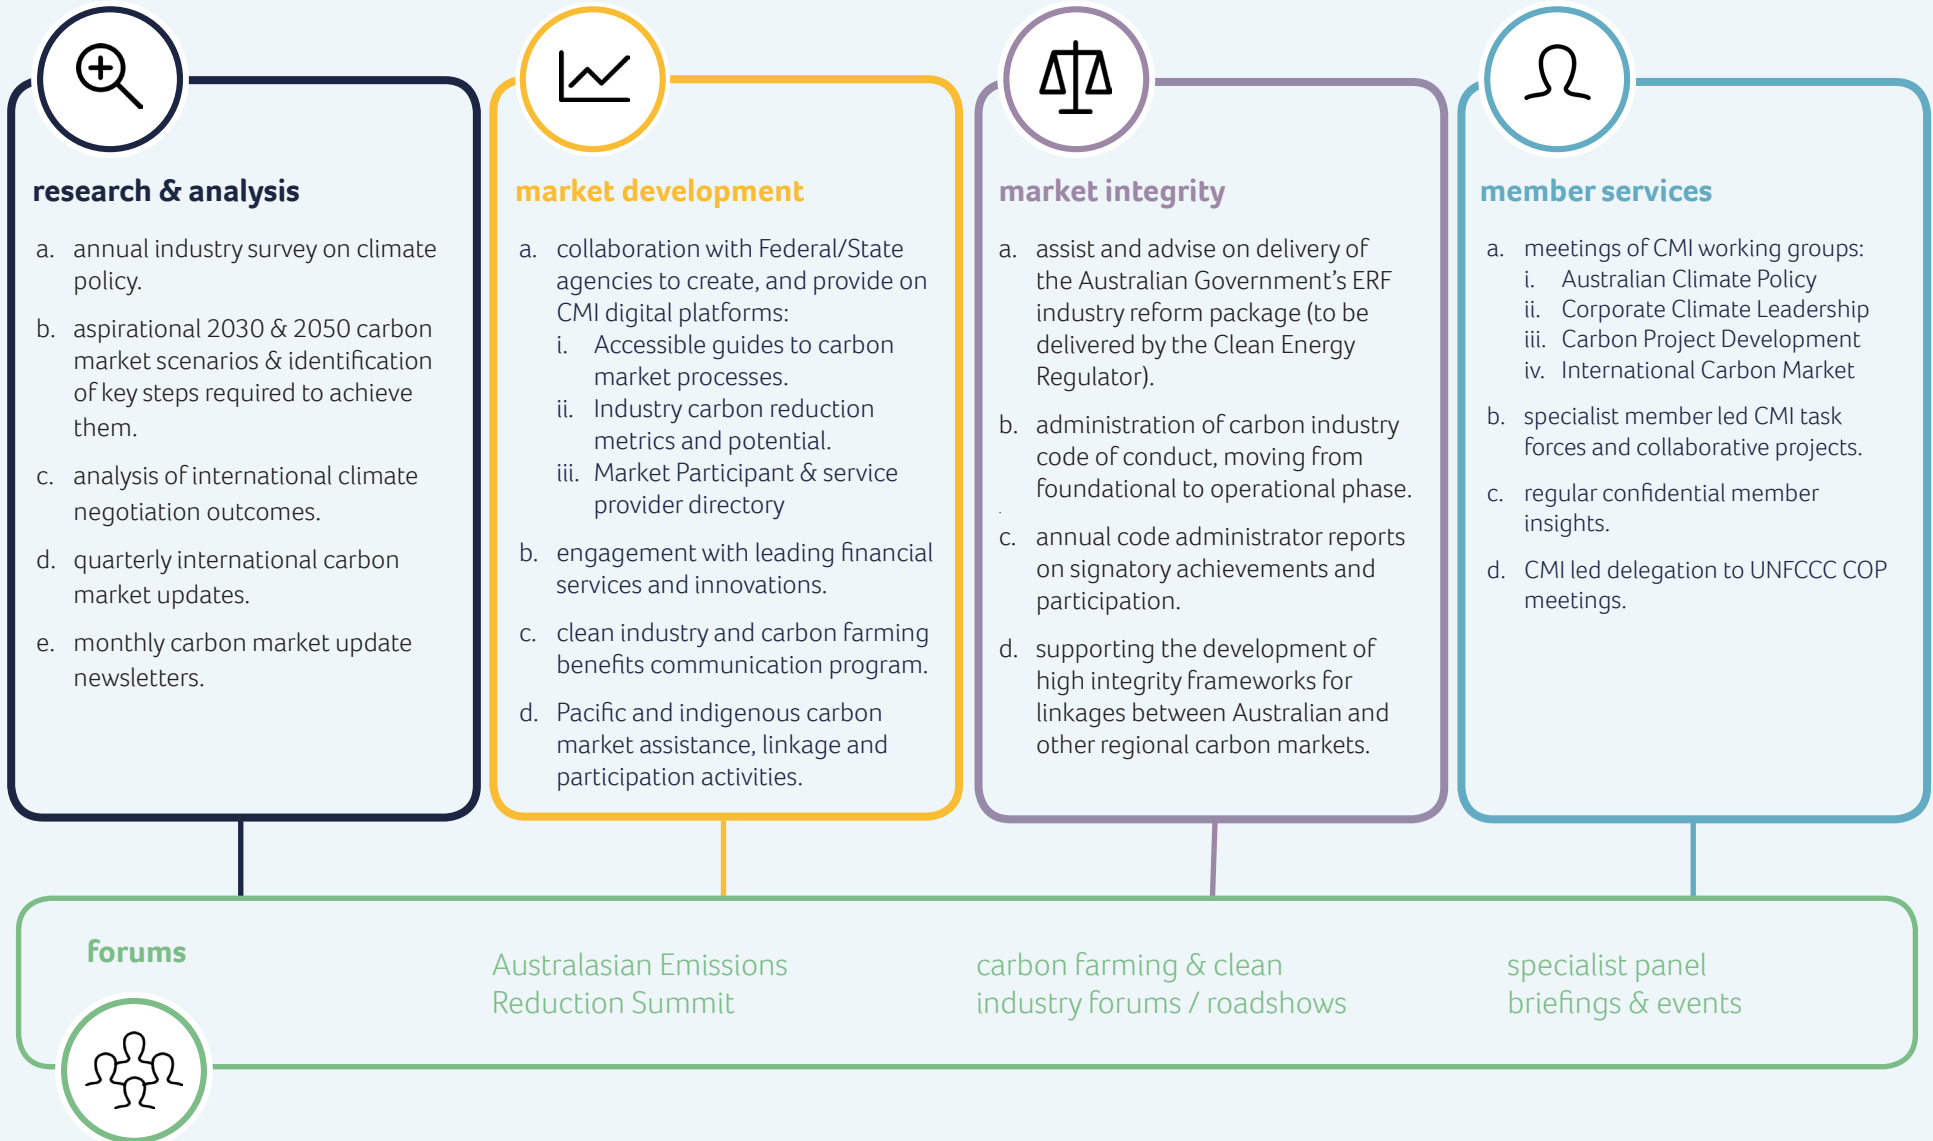 research & analysis
a. annual industry survey on climate
policy.
b. aspirational 2030 & 2050 carbon
market scenarios & identification
of key steps required to achieve
them.
c. analysis of international climate
negotiation outcomes.
d. quarterly international carbon
market updates.
e. monthly carbon market update
newsletters.
market development
a. collaboration with Federal/State
agencies to create, and provide on
CMI digital platforms:
i. Accessible guides to carbon
market processes.
ii. Industry carbon reduction
metrics and potential.
iii. Market Participant & service
provider directory
b. engagement with leading financial
services and innovations.
c. clean industry and carbon farming
benefits communication program.
d. Pacific and indigenous carbon
market assistance, linkage and
participation activities.
market integrity
a. assist and advise on delivery of
the Australian Government’s ERF
industry reform package (to be
delivered by the Clean Energy
Regulator).
b. administration of carbon industry
code of conduct, moving from
foundational to operational phase.
c. annual code administrator reports
on signatory achievements and
participation.
d. supporting the development of
high integrity frameworks for
linkages between Australian and
other regional carbon markets.
member services
a. meetings of CMI working groups:
i. Australian Climate Policy
ii. Corporate Climate Leadership
iii. Carbon Project Development
iv. International Carbon Market
b. specialist member led CMI task
forces and collaborative projects.
c. regular confidential member
insights.
d. CMI led delegation to UNFCCC COP
meetings.
forums
Australasian Emissions
Reduction Summit
carbon farming & clean
industry forums / roadshows
specialist panel
briefings & events